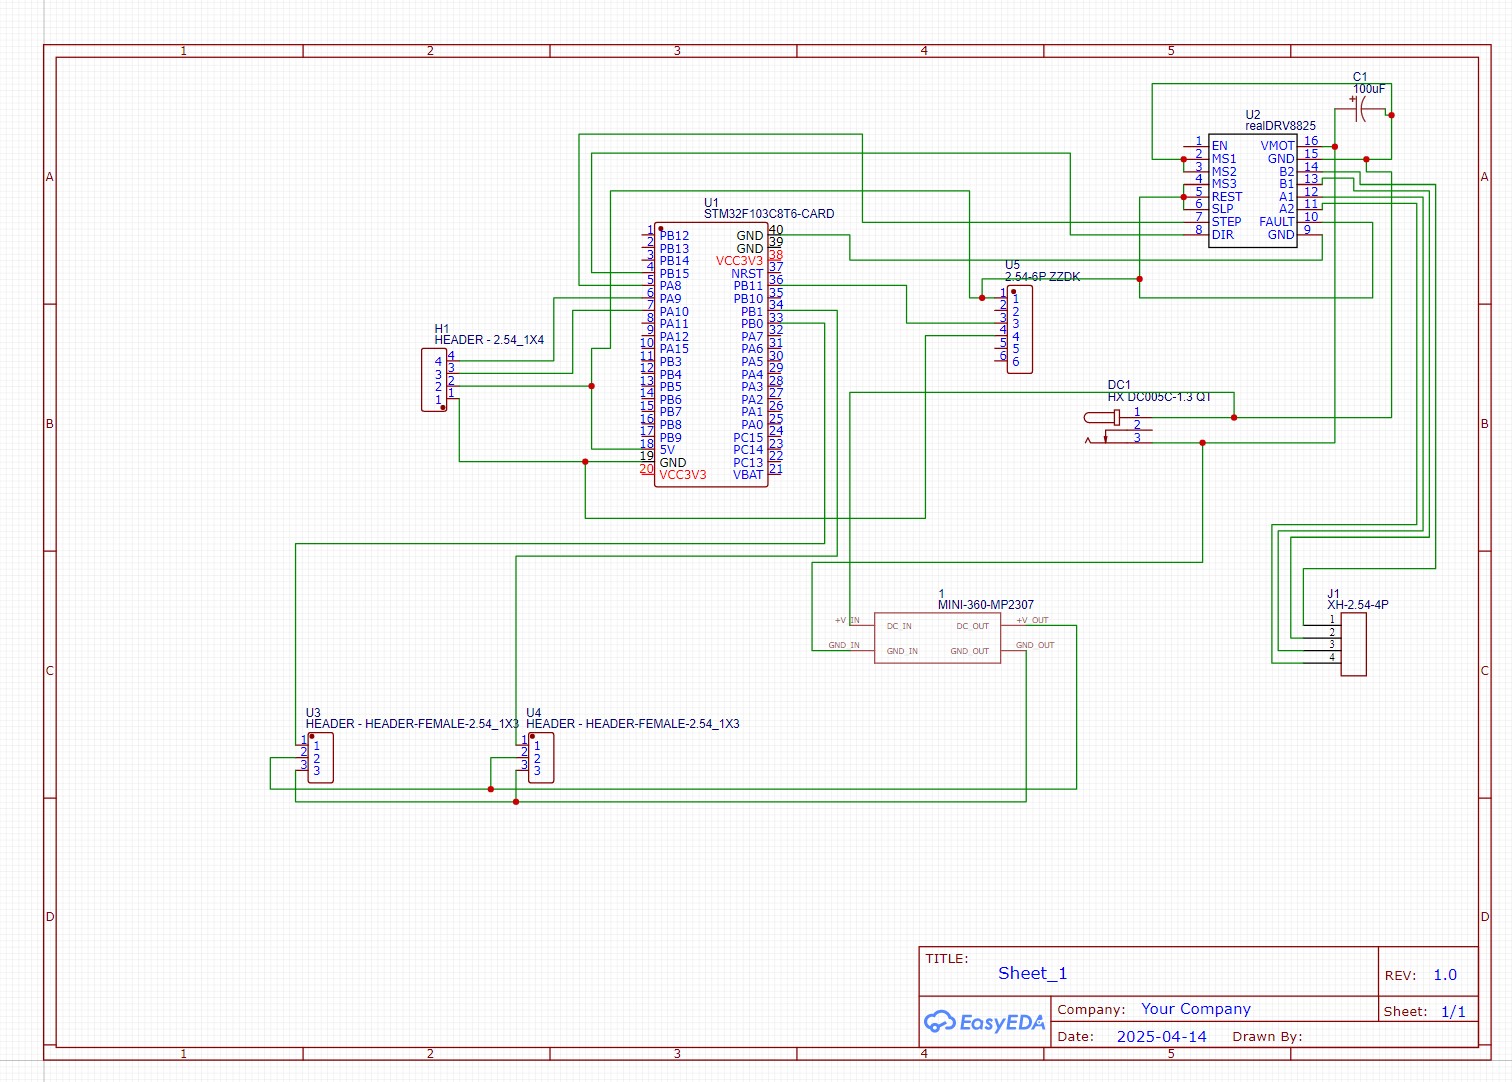 1 2 3 4 5
A
B
C
D
A
B
C
D
C1
100uF
U2
realDRV8825
1 EN VMOT 16
2 MS1 GND 15
3 MS2 B2 14
4 MS3 B1 13
5 REST A1 12
6 SLP A2 11
7 STEP FAULT 10
8 DIR GND 9
U1
STM32F103C8T6-CARD
1 PB12 GND 40
2 PB13 GND 39
3 PB14 VCC3V3 38
4 PB15 NRST 37
5 PA8 PB11 36
6 PA9 PB10 35
7 PA10 PB1 34
8 PA11 PB0 33
9 PA12 PA7 32
10 PA15 PA6 31
11 PB3 PA5 30
12 PB4 PA4 29
13 PB5 PA3 28
14 PB6 PA2 27
15 PB7 PA1 26
16 PB8 PA0 25
17 PB9 PC15 24
18 5V PC14 23
19 GND PC13 22
20 VCC3V3 VBAT 21
U5
2.54-6P ZZDK
1 1
2 2
3 3
4 4
5 5
6 6
H1
HEADER - 2.54_1X4
4 4
3 3
2 2
1 1
DC1
HX DC005C-1.3 QT
1
2
3
1
MINI-360-MP2307
+V_IN DC_IN DC_OUT +V_OUT
GND_IN GND_IN GND_OUT GND_OUT
J1
XH-2.54-4P
1
2
3
4
U3
HEADER - HEADER-FEMALE-2.54_1X3
1 1
2 2
3 3
U4
HEADER - HEADER-FEMALE-2.54_1X3
1 1
2 2
3 3
TITLE:
Sheet_1
REV: 1.0
EasyEDA
Company: Your Company
Sheet: 1/1
Date: 2025-04-14 Drawn By:
1 2 3 4 5